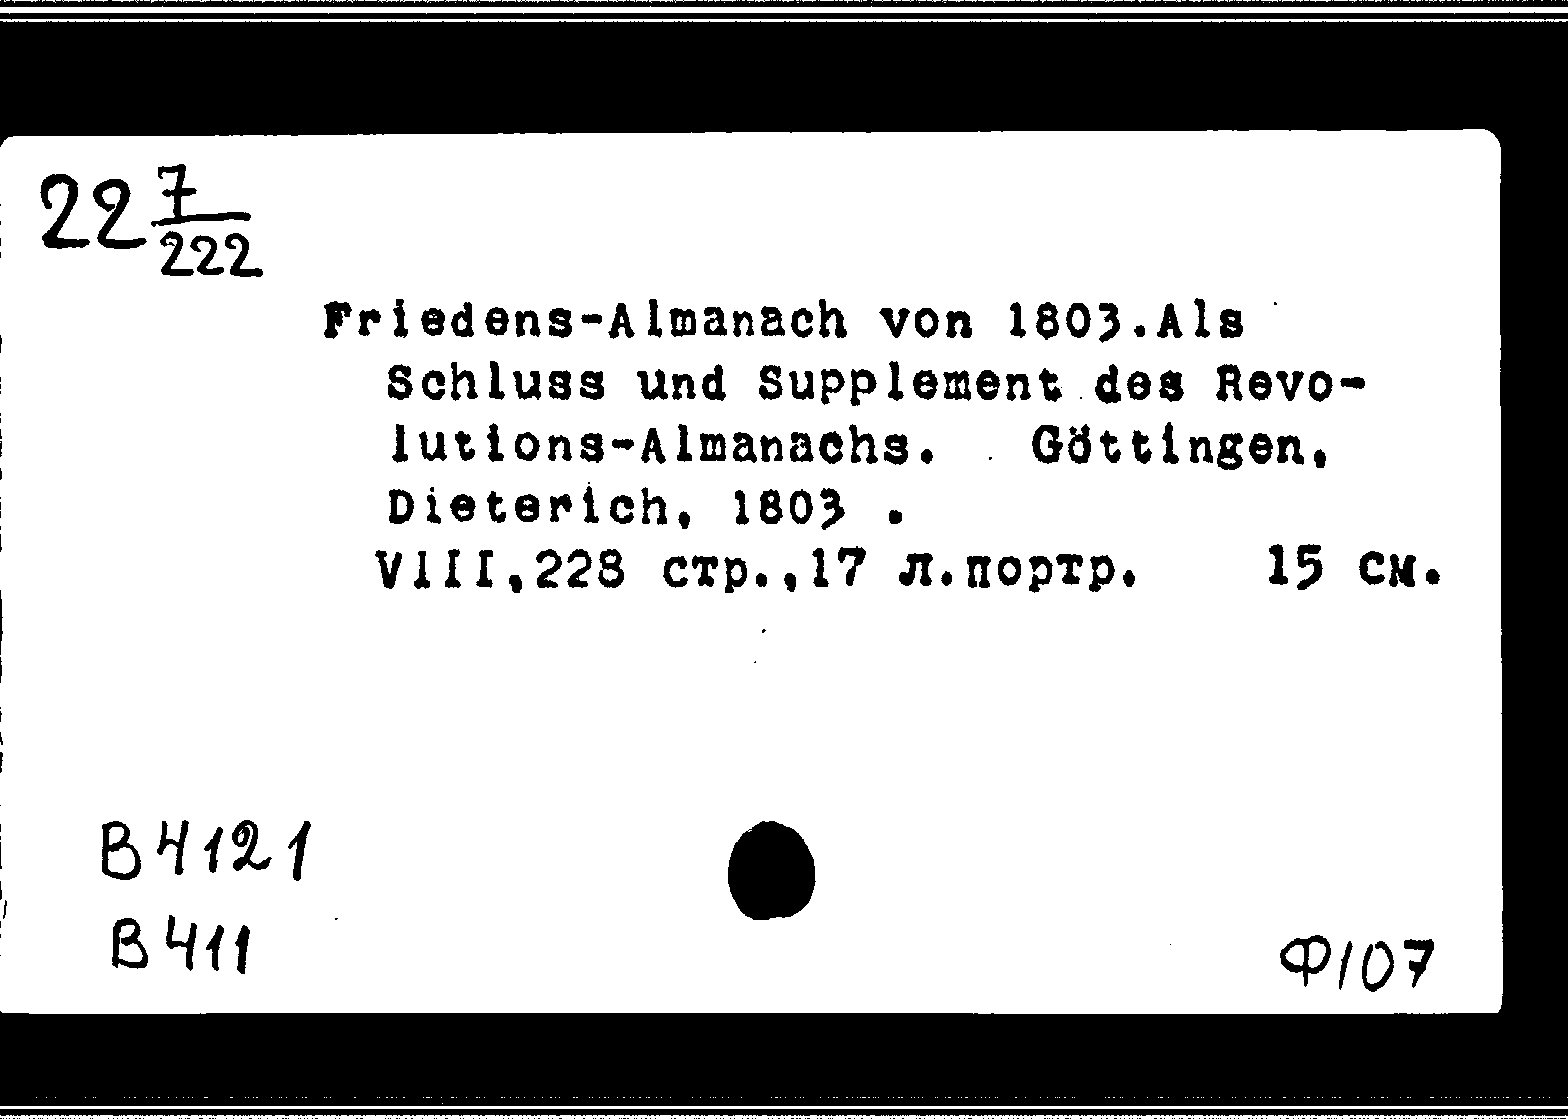 22 7/222
Friedens-Almanach von 1803.Als
Schluss und Supplement des Revo-
lutions-Almanachs. Göttingen,
Dieterich, 1803 .
VIII,228 стр.,17 л.портр. 15 см.
В4121
В411
Ф107